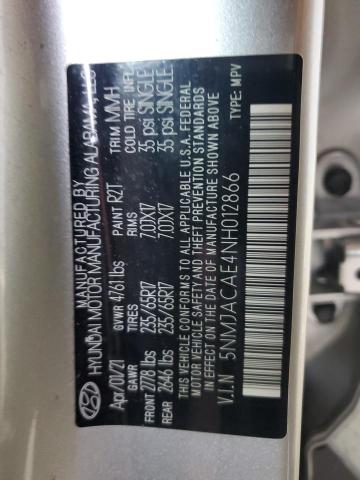 MANUFACTURED BY
HYUNDAI MOTOR MANUFACTURING ALABAMA, LLC
Apr/01/21 GVWR 4761 lbs PAINT R2T TRIM MMH
GAWR TIRES RIMS COLD TIRE INFL.
FRONT 2778 lbs 235/65R17 7.0JX17 35 psi SINGLE
REAR 2646 lbs 235/65R17 7.0JX17 35 psi SINGLE
THIS VEHICLE CONFORMS TO ALL APPLICABLE U.S.A. FEDERAL
MOTOR VEHICLE SAFETY, BUMPER, AND THEFT PREVENTION STANDARDS
IN EFFECT ON THE DATE OF MANUFACTURE SHOWN ABOVE.
V.I.N 5NMJACAE4NH012866 TYPE: MPV